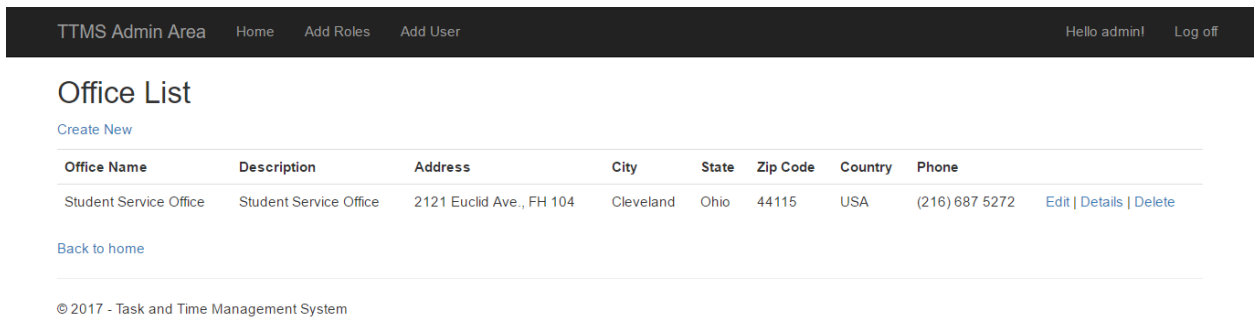 TTMS Admin Area Home Add Roles Add User Hello admin! Log off
Office List
Create New
Office Name Description Address City State Zip Code Country Phone
Student Service Office Student Service Office 2121 Euclid Ave., FH 104 Cleveland Ohio 44115 USA (216) 687 5272 Edit | Details | Delete
Back to home
© 2017 - Task and Time Management System